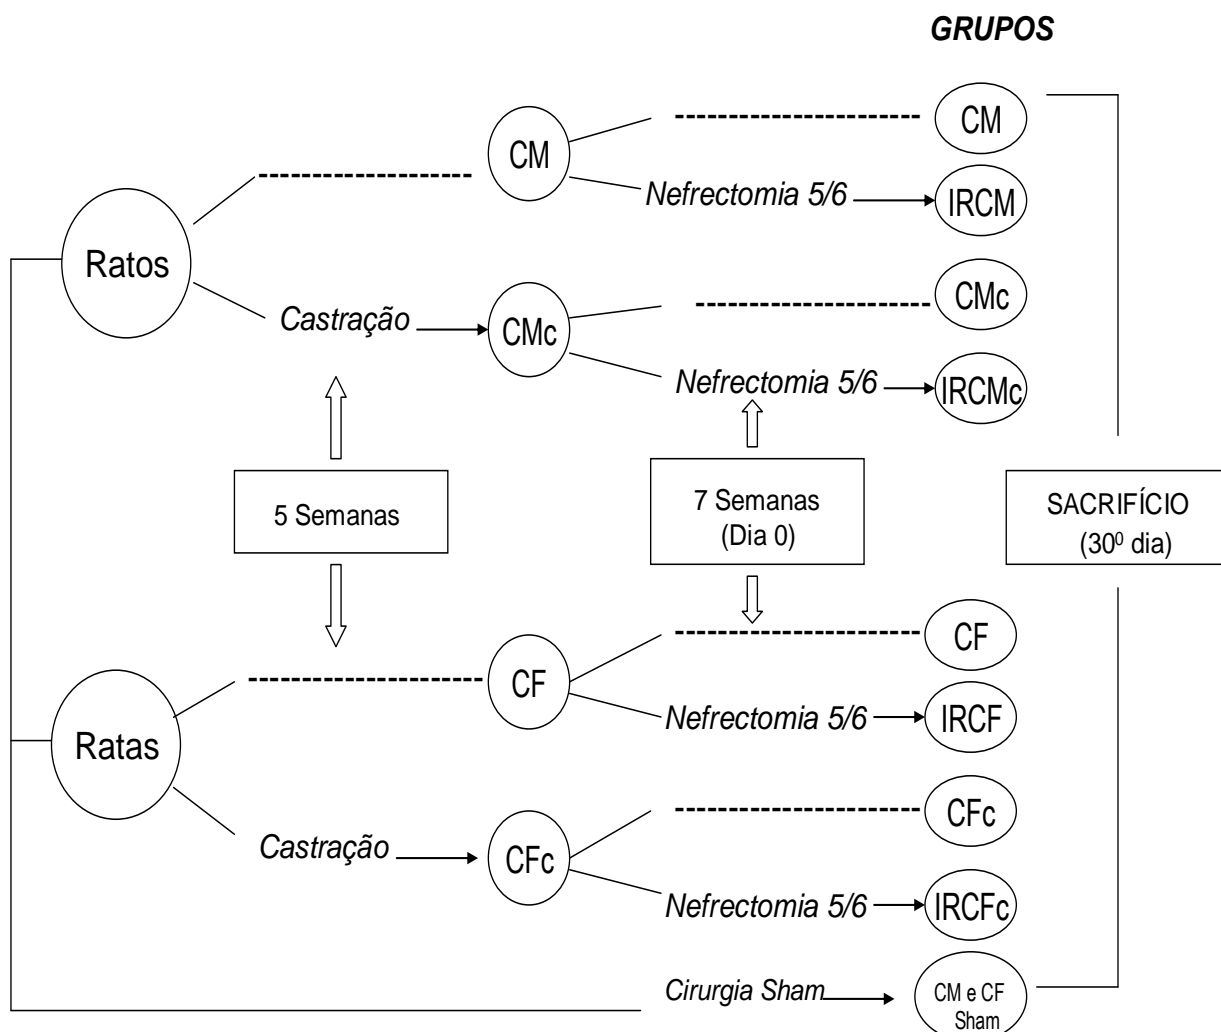 GRUPOS
CM
CM
Nefrectomia 5/6
IRCM
Ratos
Castração
CMc
CMc
Nefrectomia 5/6
IRCMc
5 Semanas
7 Semanas
(Dia 0)
SACRIFÍCIO
(30º dia)
CF
CF
Nefrectomia 5/6
IRCF
Ratas
Castração
CFc
CFc
Nefrectomia 5/6
IRCFc
Cirurgia Sham
CM e CF
Sham